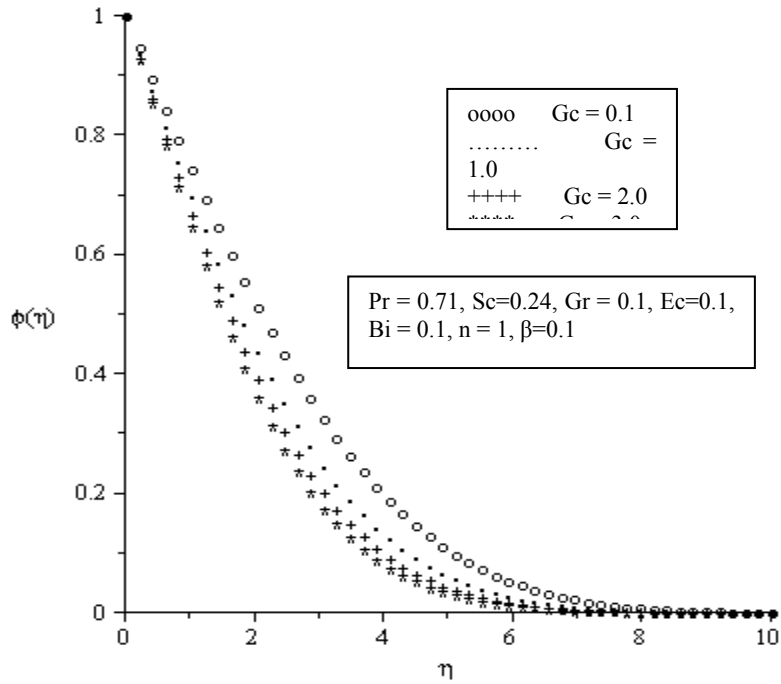 1
0.8
0.6
ϕ(η)
0.4
0.2
0
0 2 4 6 8 10
η
oooo Gc = 0.1
......... Gc =
1.0
++++ Gc = 2.0
****
Pr = 0.71, Sc=0.24, Gr = 0.1, Ec=0.1,
Bi = 0.1, n = 1, β=0.1